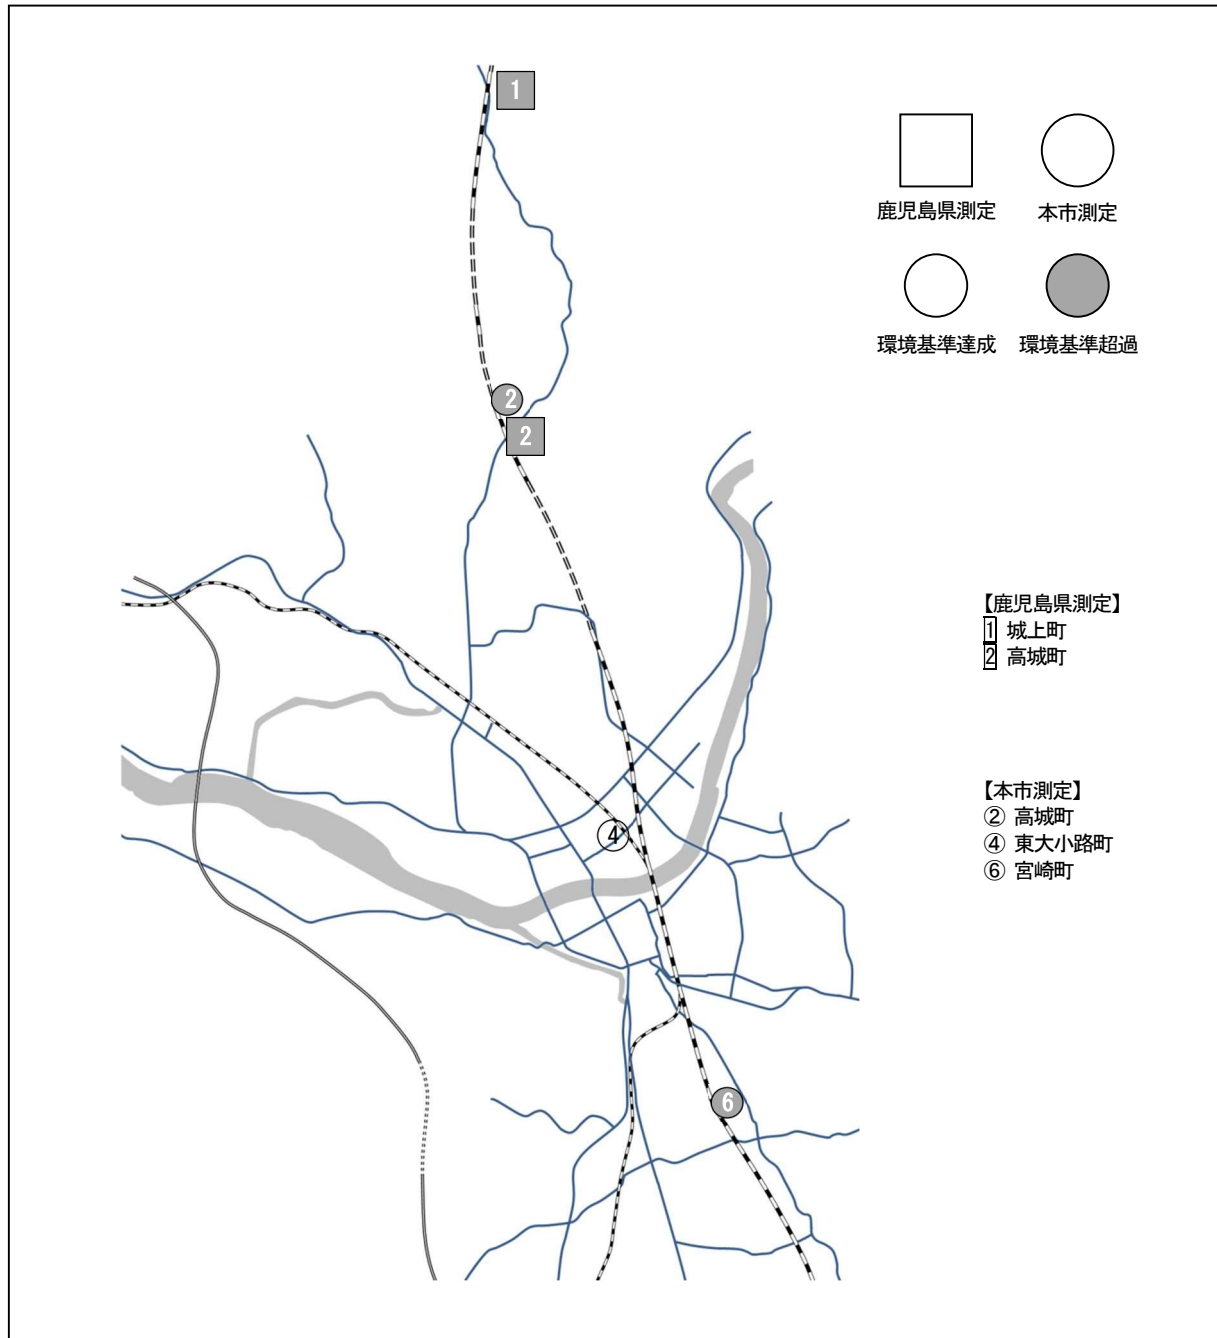 1
鹿児島県測定 本市測定
環境基準達成 環境基準超過
2
2
【鹿児島県測定】
1 城上町
2 高城町
【本市測定】
② 高城町
④ 東大小路町
⑥ 宮崎町
4
6